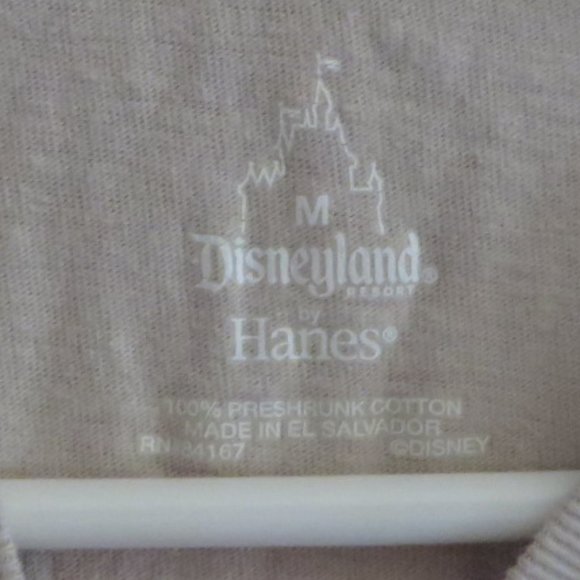 M
Disneyland®
RESORT
by
Hanes®
100% PRESHRUNK COTTON
MADE IN EL SALVADOR
RN ©DISNEY